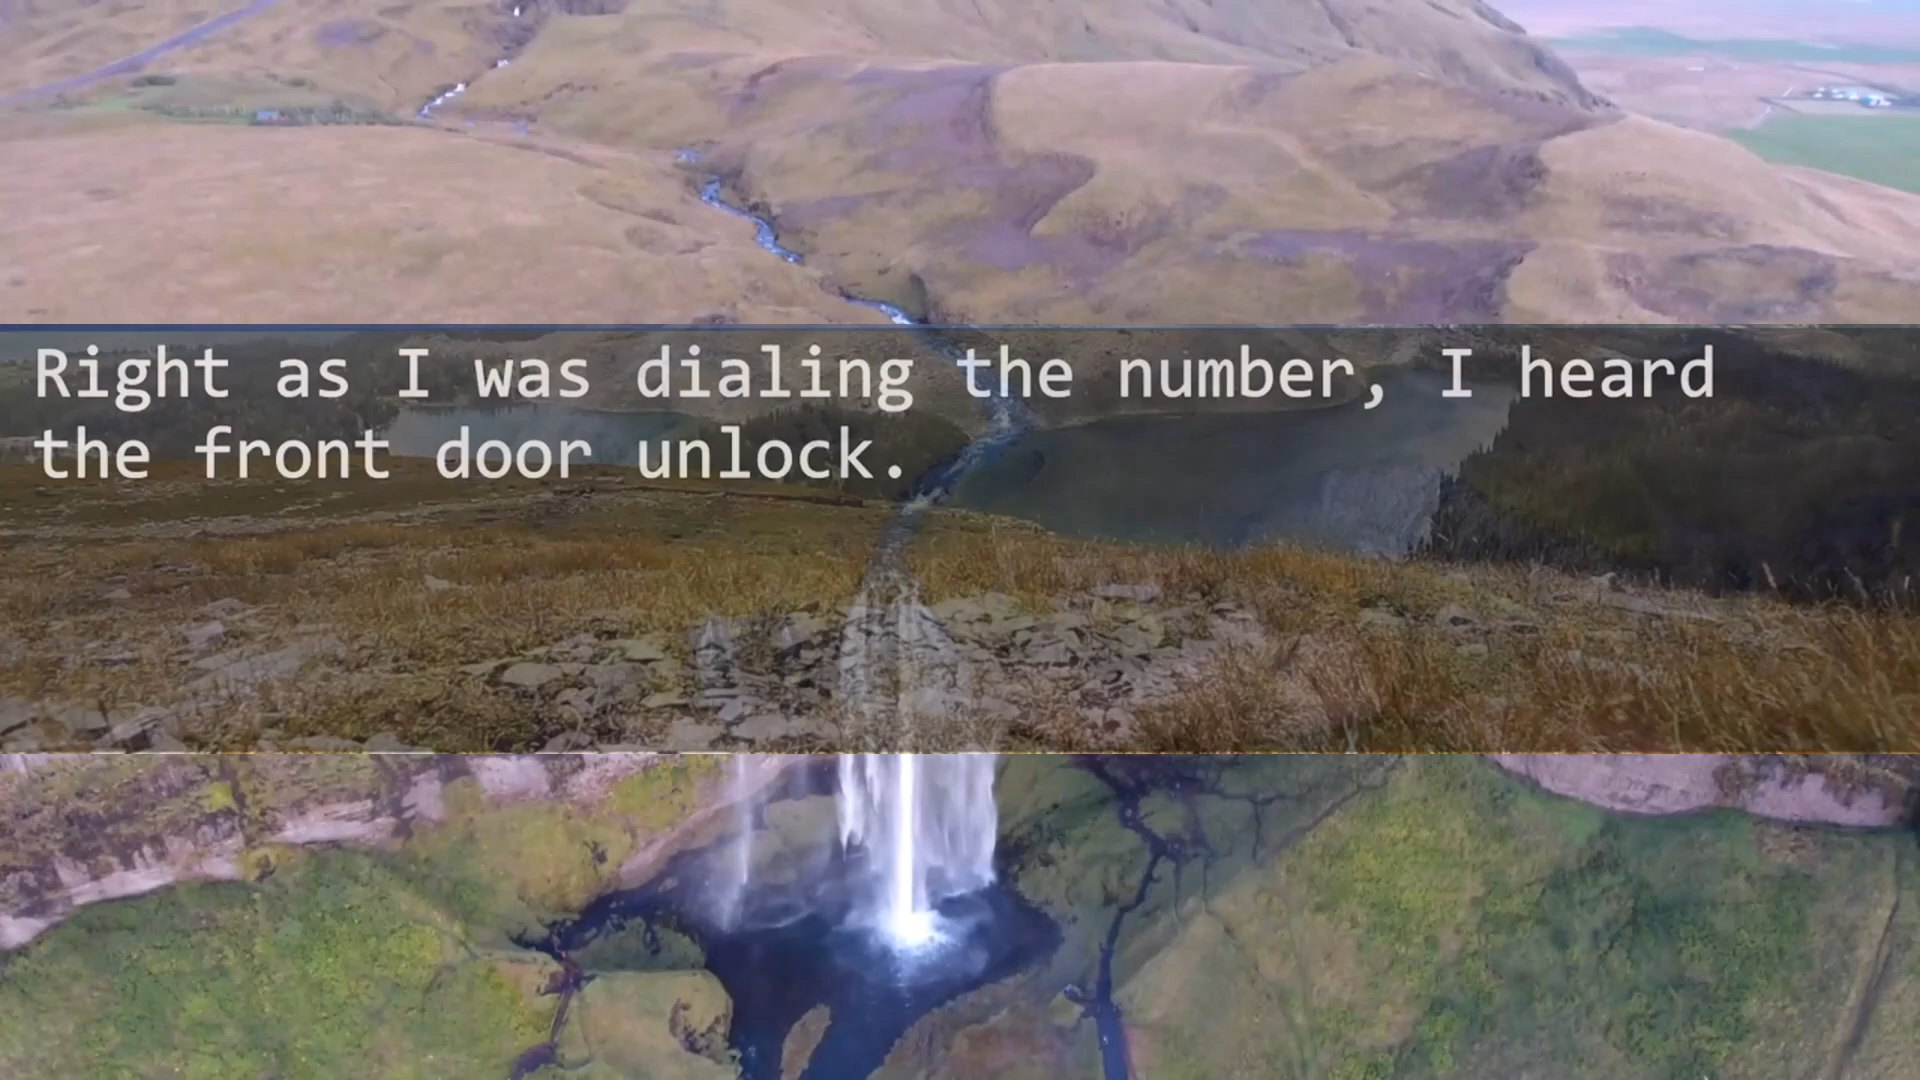 Right as I was dialing the number, I heard
the front door unlock.